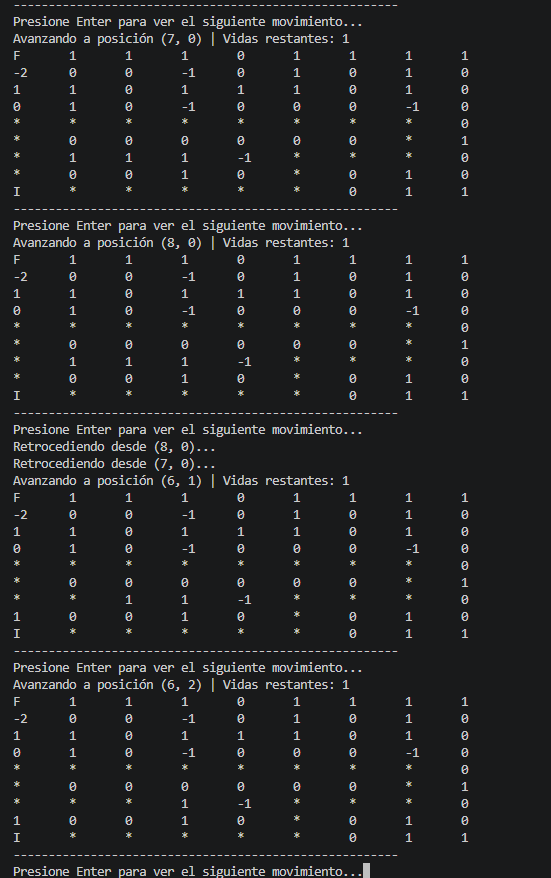 ------------------------------------------------------
Presione Enter para ver el siguiente movimiento...
Avanzando a posición (7, 0) | Vidas restantes: 1
F 1 1 1 0 1 1 1 1
-2 0 0 -1 0 1 0 1 0
1 1 0 1 1 1 0 1 0
0 1 0 -1 0 0 0 -1 0
* * * * * * * * 0
* 0 0 0 0 0 0 * 1
* 1 1 1 -1 * * * 0
* 0 0 1 0 * 0 1 0
I * * * * * 0 1 1
------------------------------------------------------
Presione Enter para ver el siguiente movimiento...
Avanzando a posición (8, 0) | Vidas restantes: 1
F 1 1 1 0 1 1 1 1
-2 0 0 -1 0 1 0 1 0
1 1 0 1 1 1 0 1 0
0 1 0 -1 0 0 0 -1 0
* * * * * * * * 0
* 0 0 0 0 0 0 * 1
* 1 1 1 -1 * * * 0
* 0 0 1 0 * 0 1 0
I * * * * * 0 1 1
------------------------------------------------------
Presione Enter para ver el siguiente movimiento...
Retrocediendo desde (8, 0)...
Retrocediendo desde (7, 0)...
Avanzando a posición (6, 1) | Vidas restantes: 1
F 1 1 1 0 1 1 1 1
-2 0 0 -1 0 1 0 1 0
1 1 0 1 1 1 0 1 0
0 1 0 -1 0 0 0 -1 0
* * * * * * * * 0
* 0 0 0 0 0 0 * 1
* * 1 1 -1 * * * 0
1 0 0 1 0 * 0 1 0
I * * * * * 0 1 1
------------------------------------------------------
Presione Enter para ver el siguiente movimiento...
Avanzando a posición (6, 2) | Vidas restantes: 1
F 1 1 1 0 1 1 1 1
-2 0 0 -1 0 1 0 1 0
1 1 0 1 1 1 0 1 0
0 1 0 -1 0 0 0 -1 0
* * * * * * * * 0
* 0 0 0 0 0 0 * 1
* * * 1 -1 * * * 0
1 0 0 1 0 * 0 1 0
I * * * * * 0 1 1
------------------------------------------------------
Presione Enter para ver el siguiente movimiento...